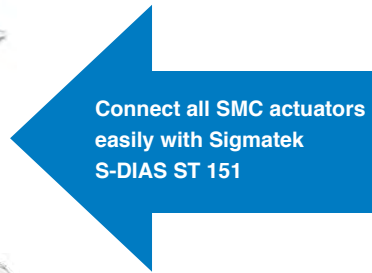 Connect all SMC actuators
easily with Sigmatek
S-DIAS ST 151